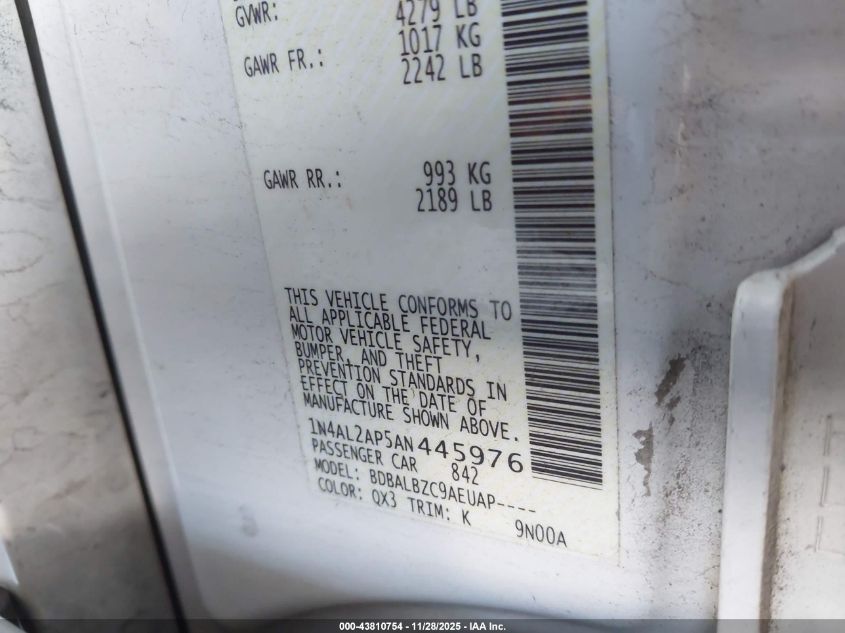 GVWR: 4279 LB
1017 KG
GAWR FR.: 2242 LB
GAWR RR.: 993 KG
2189 LB
THIS VEHICLE CONFORMS TO
ALL APPLICABLE FEDERAL
MOTOR VEHICLE SAFETY,
BUMPER, AND THEFT
PREVENTION STANDARDS IN
EFFECT ON THE DATE OF
MANUFACTURE SHOWN ABOVE.
1N4AL2AP5AN445976
PASSENGER CAR 842
MODEL: BDBALBZC9AEUAP----
COLOR: QX3 TRIM: K 9N00A
000-43810754 - 11/28/2025 - IAA Inc.